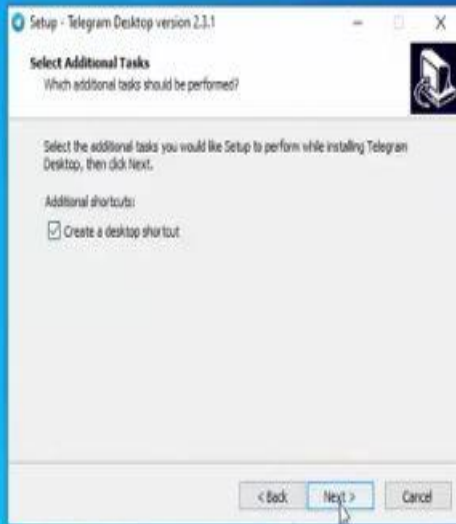 Setup - Telegram Desktop version 2.3.1
Select Additional Tasks
Which additional tasks should be performed?
Select the additional tasks you would like Setup to perform while installing Telegram
Desktop, then click Next.
Additional shortcuts:
Create a desktop shortcut
< Back
Next >
Cancel